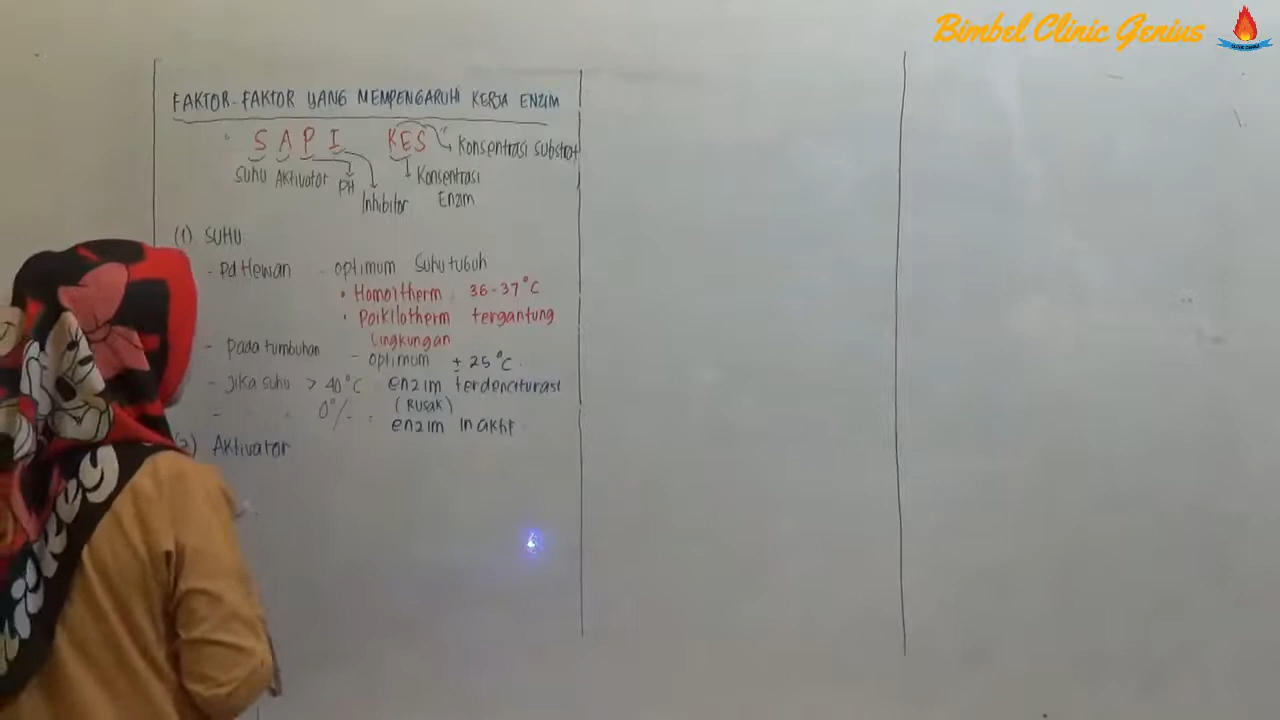 Bimbel Clinic Genius
FAKTOR-FAKTOR YANG MEMPENGARUHI KERJA ENZIM
S A P I KES
Konsentrasi Substrat
Suhu Aktivator PH Konsentrasi
Inhibitor Enzim
(1) SUHU
- Pd Hewan - optimum Suhu tubuh
• Homoitherm : 36-37°C
• Poikilotherm tergantung
lingkungan
- Pada tumbuhan - optimum ± 25°C.
- Jika suhu > 40°C enzim terdenaturasi
(Rusak)
- " " 0°/- : enzim inaktif
(2) Aktivator